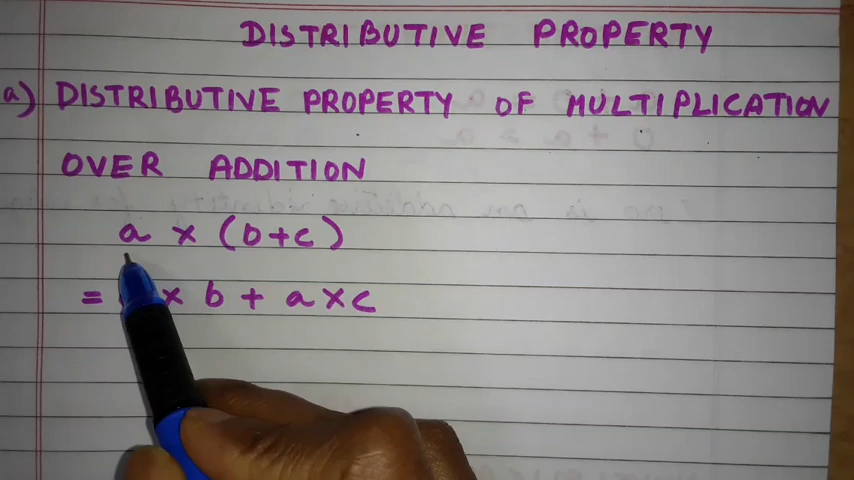 DISTRIBUTIVE PROPERTY
a) DISTRIBUTIVE PROPERTY OF MULTIPLICATION
OVER ADDITION
a × (b+c)
= × b + a × c